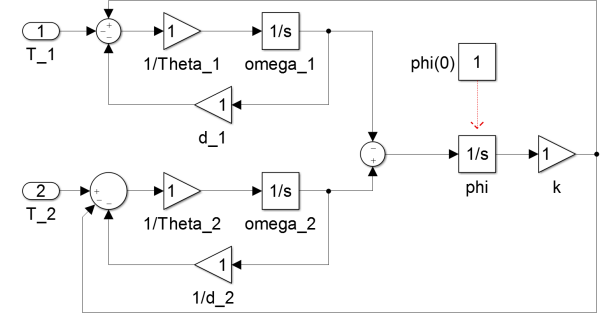 1
T_1
1
1/Theta_1
1/s
omega_1
1
d_1
phi(0)
1
1/s
phi
1
k
2
T_2
1
1/Theta_2
1/s
omega_2
1
1/d_2